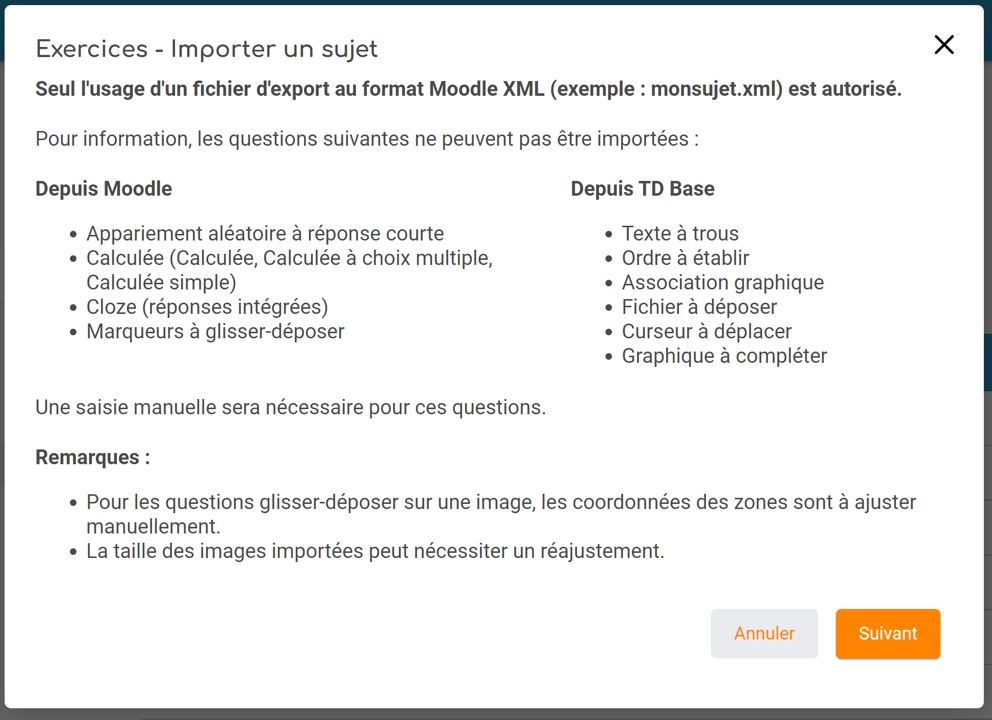 Exercices - Importer un sujet
Seul l'usage d'un fichier d'export au format Moodle XML (exemple : monsujet.xml) est autorisé.
Pour information, les questions suivantes ne peuvent pas être importées :
Depuis Moodle
• Appariement aléatoire à réponse courte
• Calculée (Calculée, Calculée à choix multiple,
Calculée simple)
• Cloze (réponses intégrées)
• Marqueurs à glisser-déposer
Depuis TD Base
• Texte à trous
• Ordre à établir
• Association graphique
• Fichier à déposer
• Curseur à déplacer
• Graphique à compléter
Une saisie manuelle sera nécessaire pour ces questions.
Remarques :
• Pour les questions glisser-déposer sur une image, les coordonnées des zones sont à ajuster
manuellement.
• La taille des images importées peut nécessiter un réajustement.
Annuler
Suivant